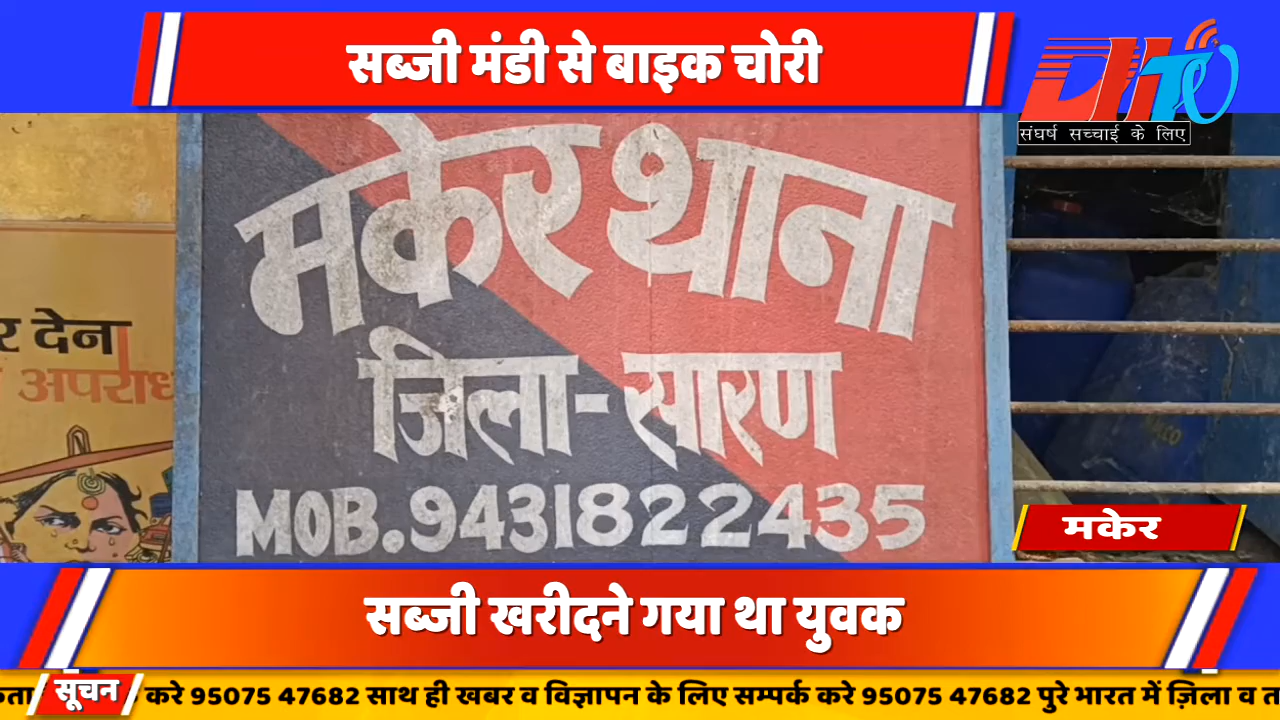 सब्जी मंडी से बाइक चोरी
संघर्ष सच्चाई के लिए
मकेर थाना
जिला-सारण
MOB.9431822435
देना
अपराध
मकेर
सब्जी खरीदने गया था युवक
सूचन
करे 95075 47682 साथ ही खबर व विज्ञापन के लिए सम्पर्क करे 95075 47682 पुरे भारत में ज़िला व